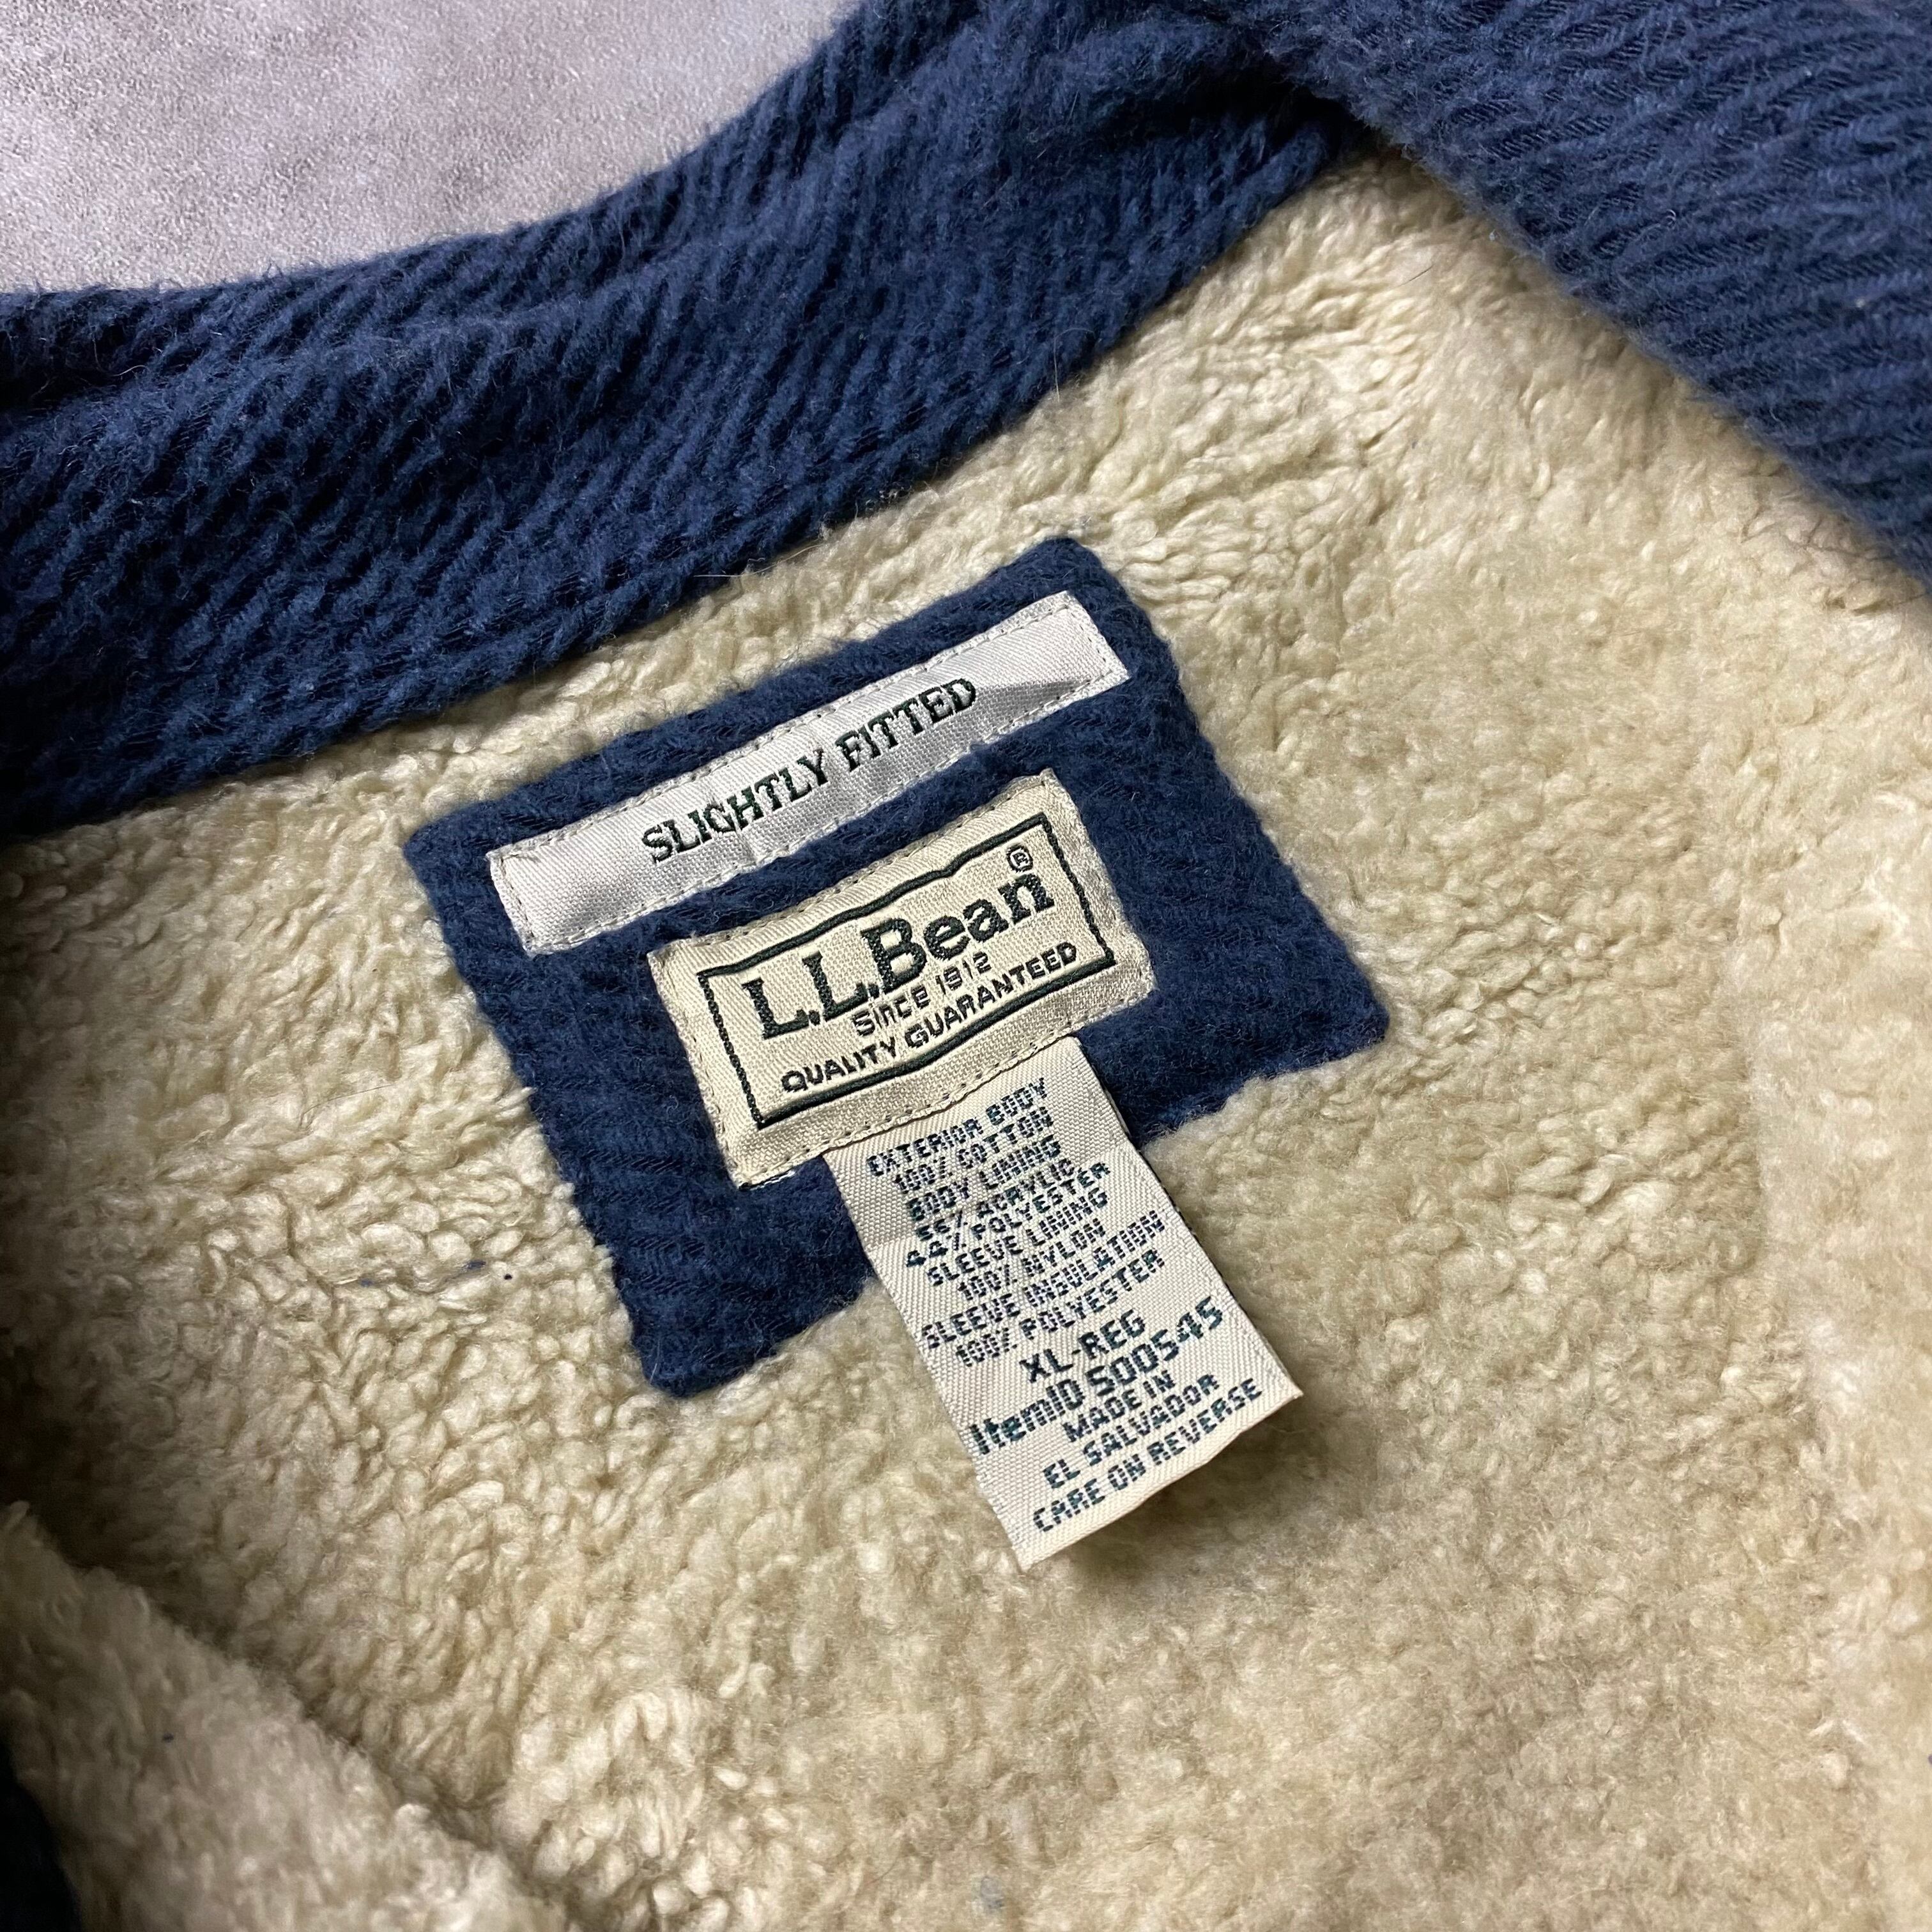 SLIGHTLY FITTED
L.L.Bean®
Since 1912
QUALITY GUARANTEED
EXTERIOR BODY
100% COTTON
BODY LINING
56% ACRYLIC
44% POLYESTER
SLEEVE LINING
100% NYLON
SLEEVE INSULATION
100% POLYESTER
XL-REG
ItemID 500545
MADE IN
EL SALVADOR
CARE ON REVERSE